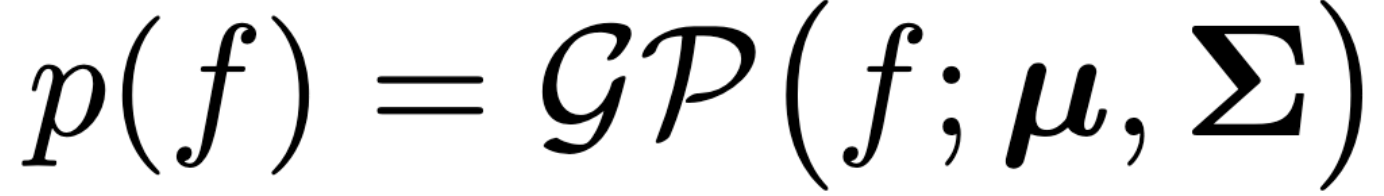 p(f) = 𝒢𝒫(f; 𝝁, 𝜮)